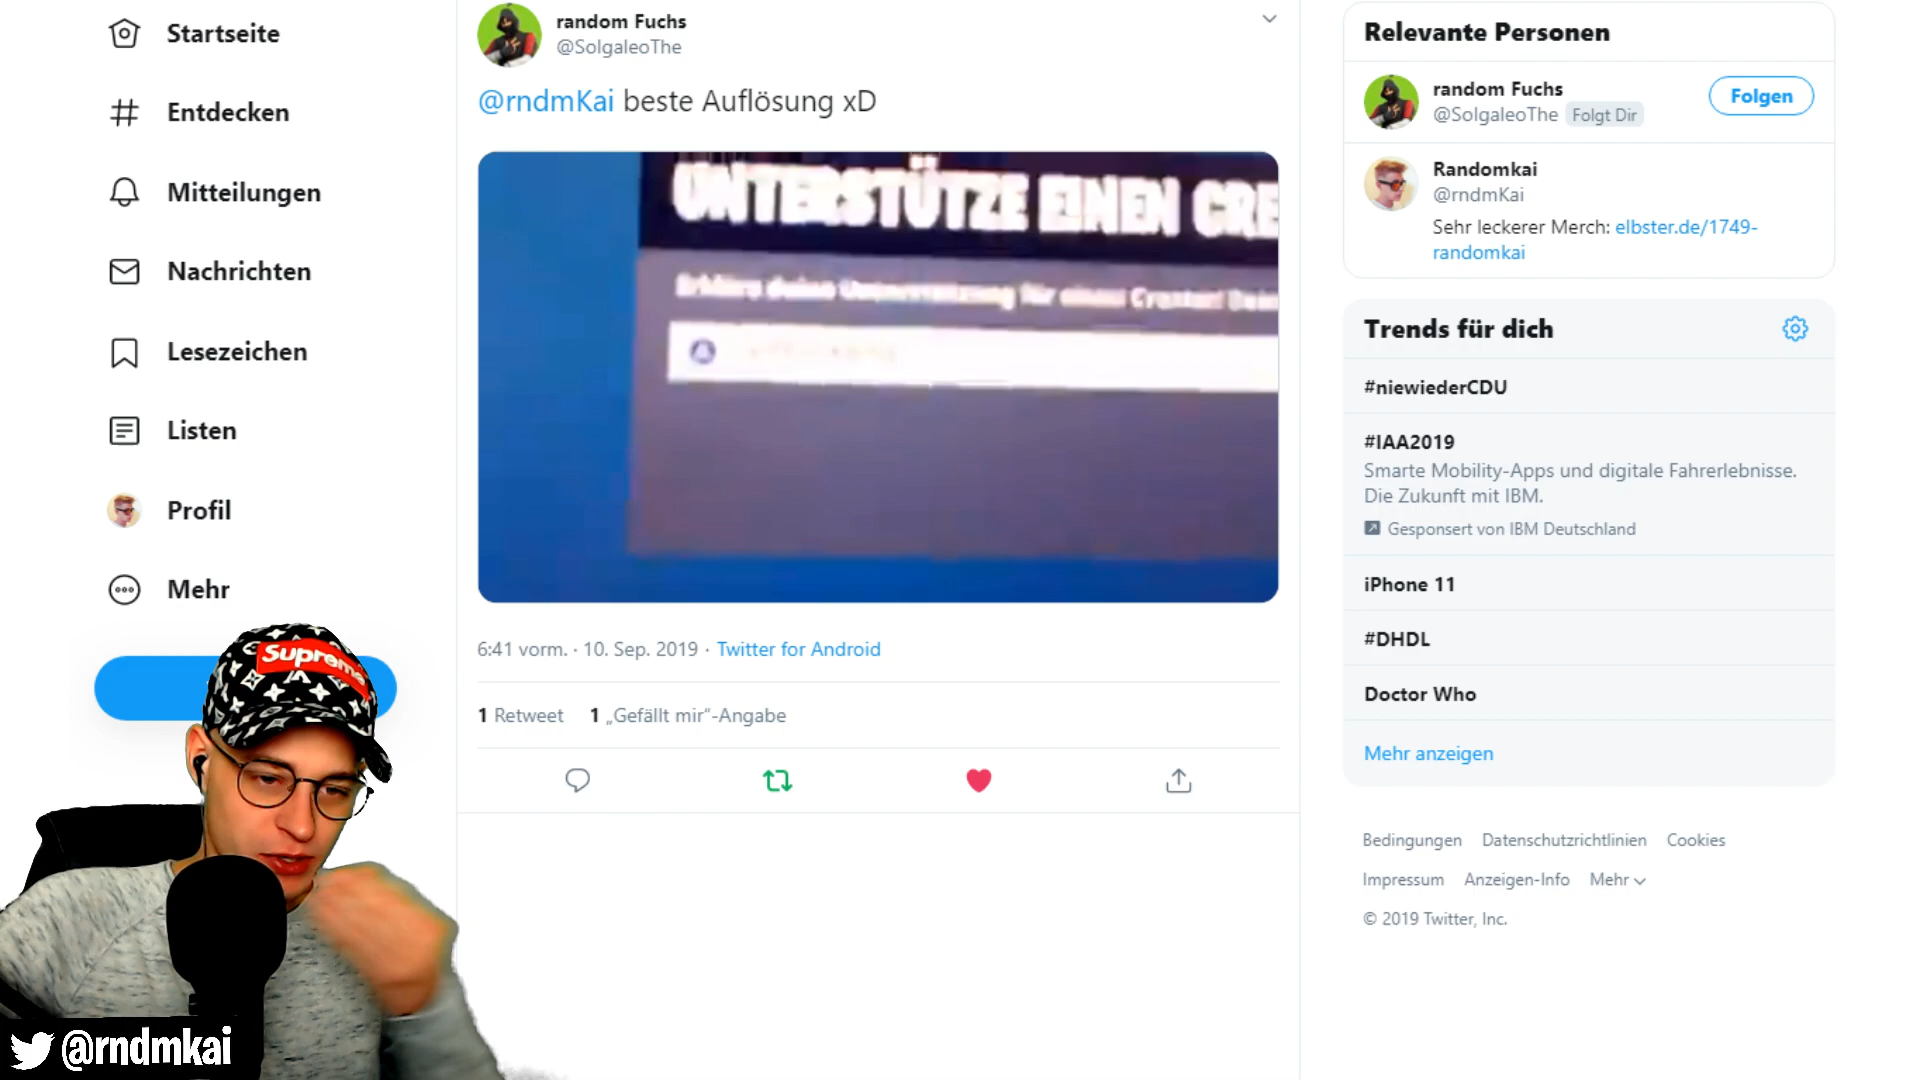 Startseite
Entdecken
Mitteilungen
Nachrichten
Lesezeichen
Listen
Profil
Mehr
Supreme
@rndmkai
random Fuchs
@SolgaleoThe
@rndmKai beste Auflösung xD
UNTERSTÜTZE EINEN CRE
6:41 vorm. · 10. Sep. 2019 · Twitter for Android
1 Retweet 1 „Gefällt mir“-Angabe
Relevante Personen
random Fuchs
@SolgaleoThe Folgt Dir
Folgen
Randomkai
@rndmKai
Sehr leckerer Merch: elbster.de/1749-
randomkai
Trends für dich
#niewiederCDU
#IAA2019
Smarte Mobility-Apps und digitale Fahrerlebnisse.
Die Zukunft mit IBM.
Gesponsert von IBM Deutschland
iPhone 11
#DHDL
Doctor Who
Mehr anzeigen
Bedingungen Datenschutzrichtlinien Cookies
Impressum Anzeigen-Info Mehr
© 2019 Twitter, Inc.